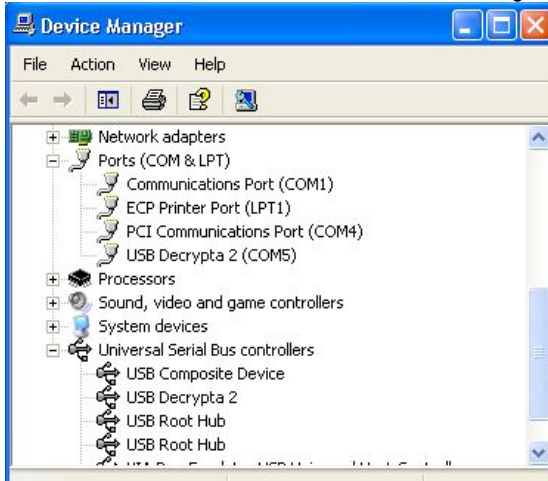 Device Manager
File Action View Help
Network adapters
Ports (COM & LPT)
Communications Port (COM1)
ECP Printer Port (LPT1)
PCI Communications Port (COM4)
USB Decrypta 2 (COM5)
Processors
Sound, video and game controllers
System devices
Universal Serial Bus controllers
USB Composite Device
USB Decrypta 2
USB Root Hub
USB Root Hub